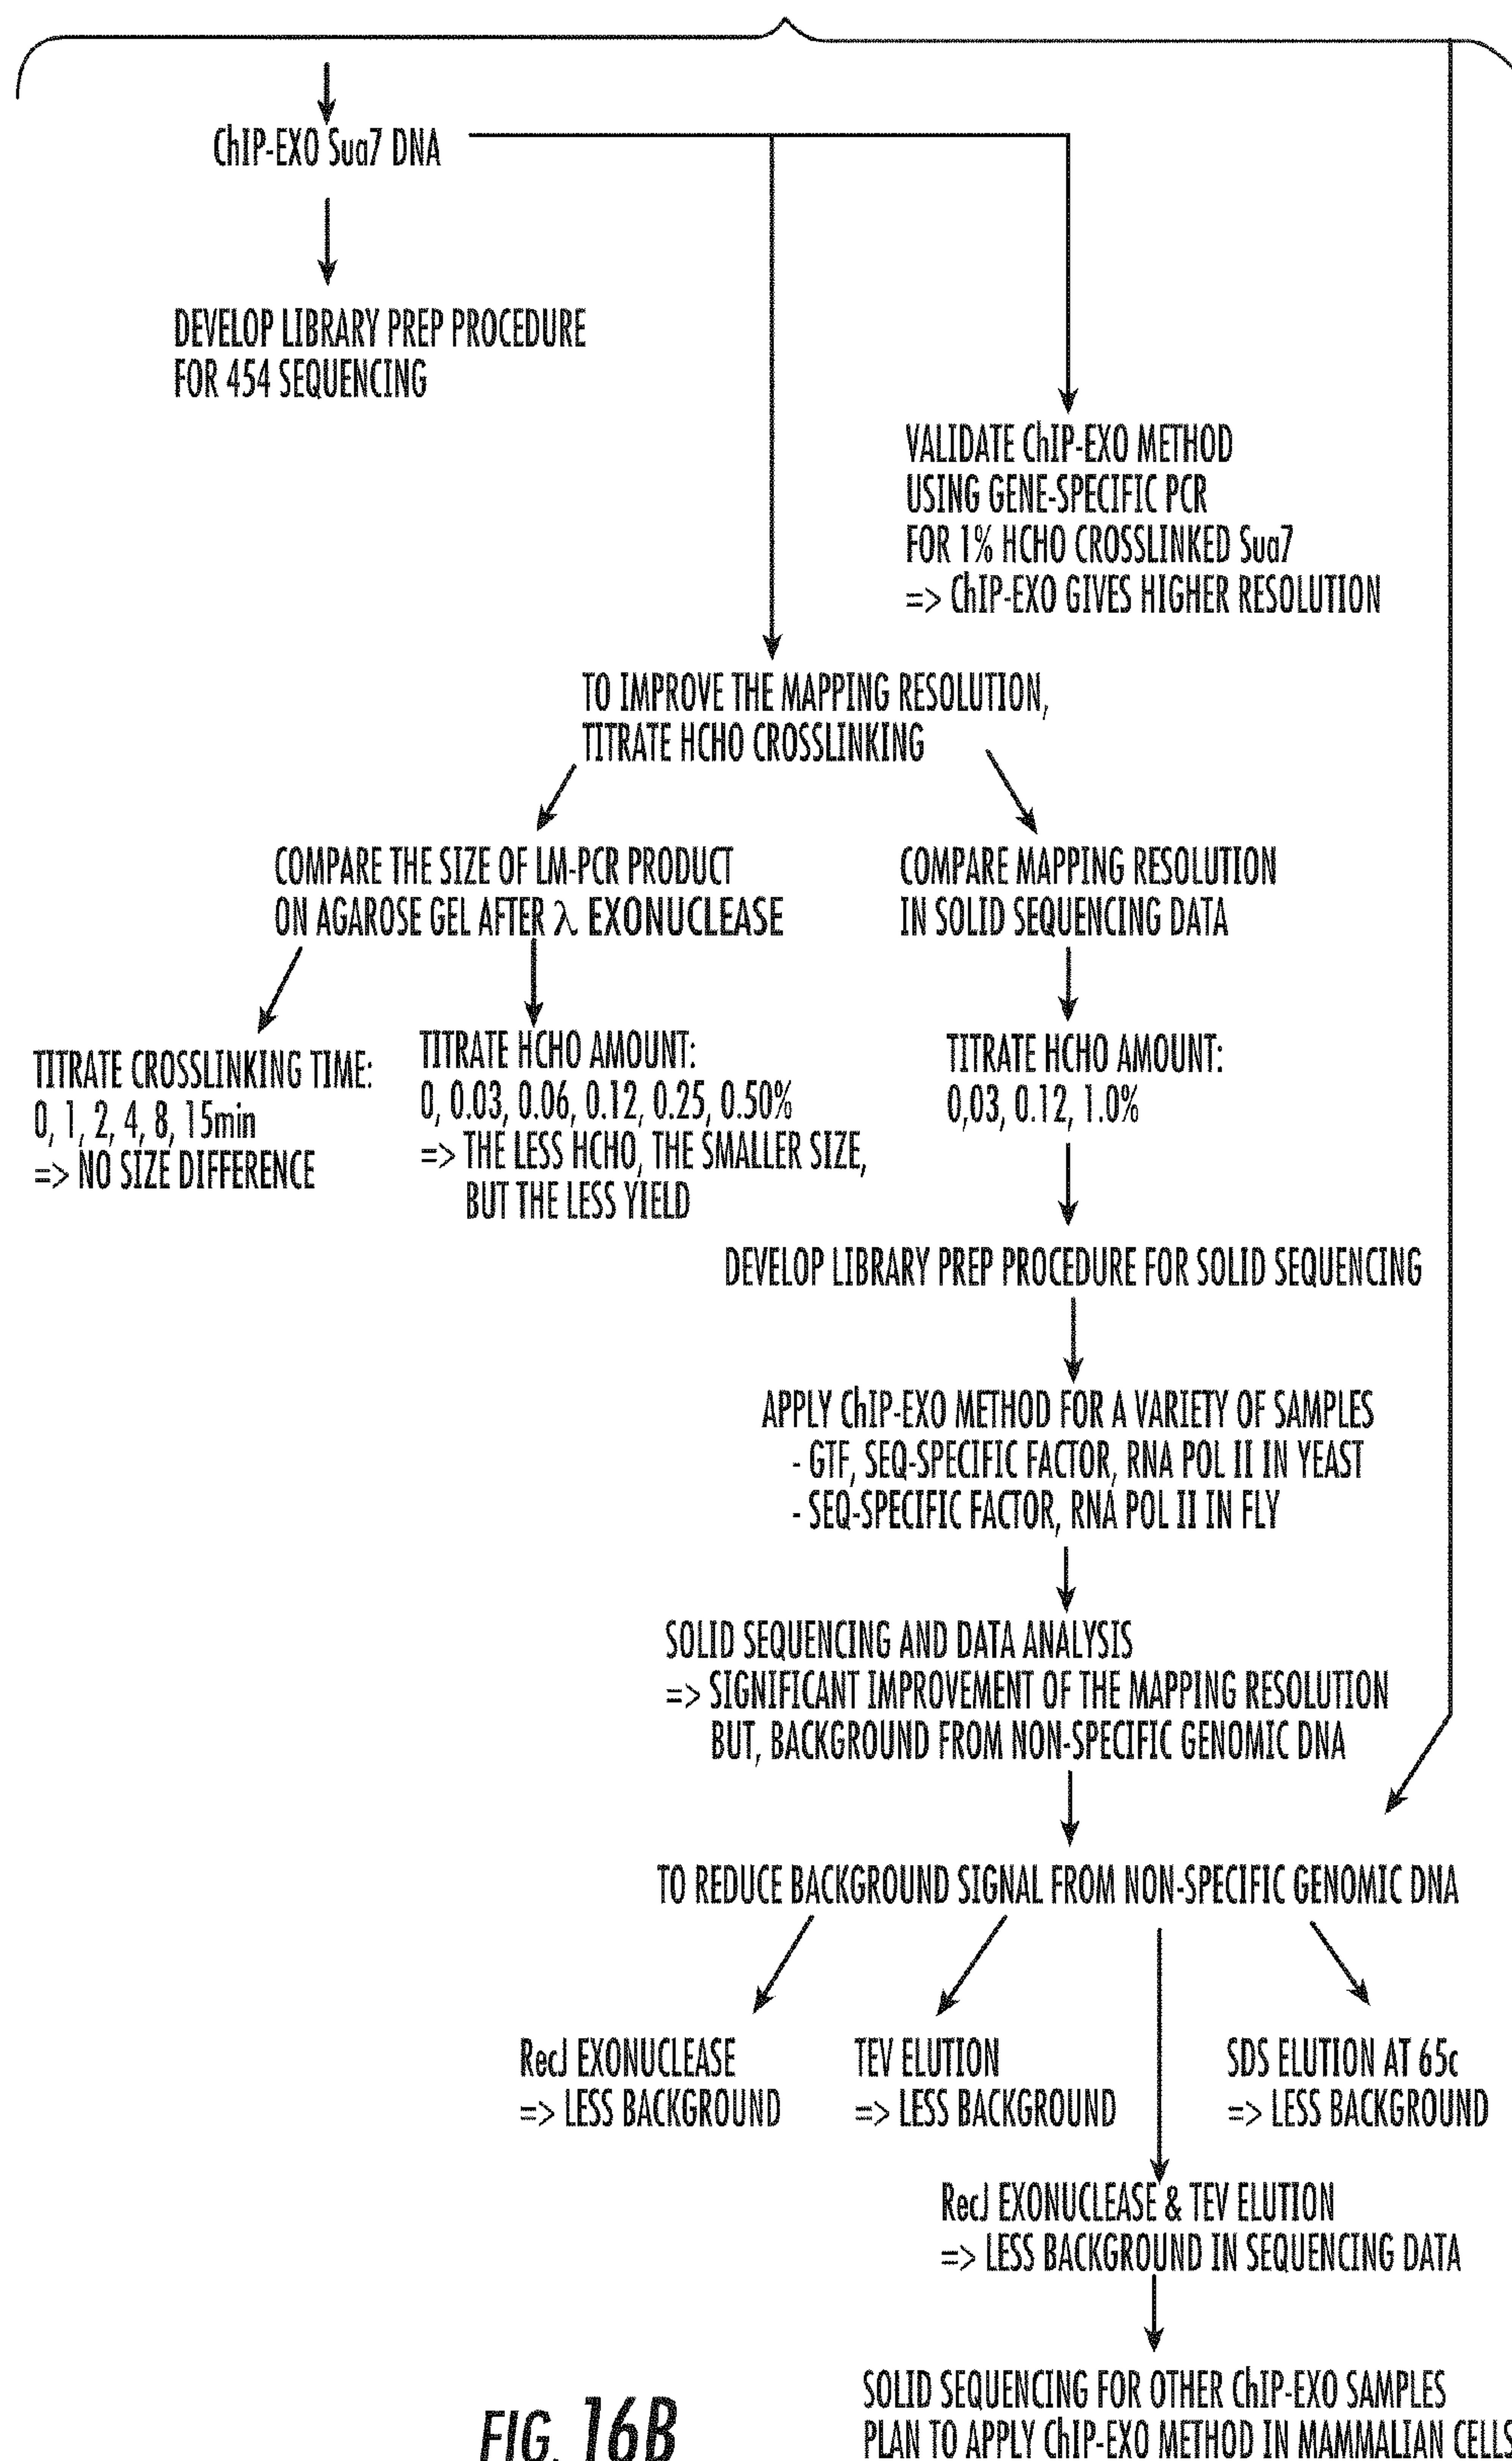 ChIP-EXO Sua7 DNA
DEVELOP LIBRARY PREP PROCEDURE
FOR 454 SEQUENCING
VALIDATE ChIP-EXO METHOD
USING GENE-SPECIFIC PCR
FOR 1% HCHO CROSSLINKED Sua7
=> ChIP-EXO GIVES HIGHER RESOLUTION
TO IMPROVE THE MAPPING RESOLUTION,
TITRATE HCHO CROSSLINKING
COMPARE THE SIZE OF LM-PCR PRODUCT
ON AGAROSE GEL AFTER λ EXONUCLEASE
COMPARE MAPPING RESOLUTION
IN SOLID SEQUENCING DATA
TITRATE CROSSLINKING TIME:
0, 1, 2, 4, 8, 15min
=> NO SIZE DIFFERENCE
TITRATE HCHO AMOUNT:
0, 0.03, 0.06, 0.12, 0.25, 0.50%
=> THE LESS HCHO, THE SMALLER SIZE,
BUT THE LESS YIELD
TITRATE HCHO AMOUNT:
0,03, 0.12, 1.0%
DEVELOP LIBRARY PREP PROCEDURE FOR SOLID SEQUENCING
APPLY ChIP-EXO METHOD FOR A VARIETY OF SAMPLES
- GTF, SEQ-SPECIFIC FACTOR, RNA POL II IN YEAST
- SEQ-SPECIFIC FACTOR, RNA POL II IN FLY
SOLID SEQUENCING AND DATA ANALYSIS
=> SIGNIFICANT IMPROVEMENT OF THE MAPPING RESOLUTION
BUT, BACKGROUND FROM NON-SPECIFIC GENOMIC DNA
TO REDUCE BACKGROUND SIGNAL FROM NON-SPECIFIC GENOMIC DNA
RecJ EXONUCLEASE
=> LESS BACKGROUND
TEV ELUTION
=> LESS BACKGROUND
SDS ELUTION AT 65c
=> LESS BACKGROUND
RecJ EXONUCLEASE & TEV ELUTION
=> LESS BACKGROUND IN SEQUENCING DATA
SOLID SEQUENCING FOR OTHER ChIP-EXO SAMPLES
PLAN TO APPLY ChIP-EXO METHOD IN MAMMALIAN CELLS
FIG. 16B